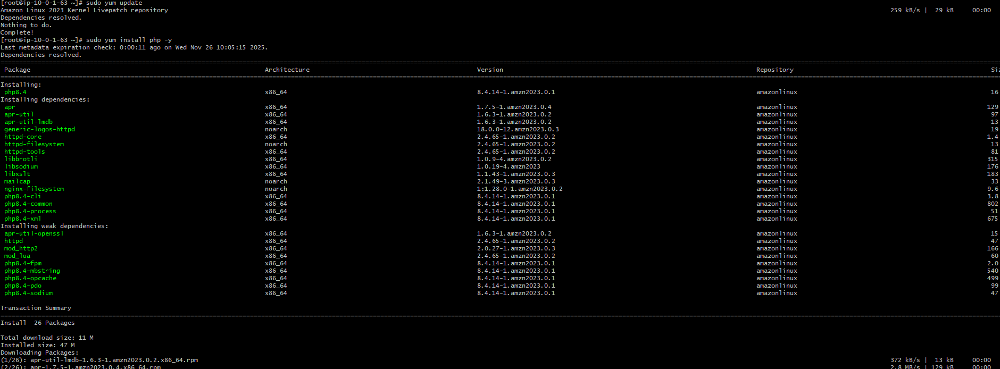 [root@ip-10-0-1-63 ~]# sudo yum update
Amazon Linux 2023 Kernel Livepatch repository 259 kB/s | 29 kB 00:00
Dependencies resolved.
Nothing to do.
Complete!
[root@ip-10-0-1-63 ~]# sudo yum install php -y
Last metadata expiration check: 0:00:11 ago on Wed Nov 26 10:05:15 2025.
Dependencies resolved.
Package Architecture Version Repository Siz
Installing:
php8.4 x86_64 8.4.14-1.amzn2023.0.1 amazonlinux 16
Installing dependencies:
apr x86_64 1.7.5-1.amzn2023.0.4 amazonlinux 129
apr-util x86_64 1.6.3-1.amzn2023.0.2 amazonlinux 97
apr-util-lmdb x86_64 1.6.3-1.amzn2023.0.2 amazonlinux 13
generic-logos-httpd noarch 18.0.0-12.amzn2023.0.3 amazonlinux 19
httpd-core x86_64 2.4.65-1.amzn2023.0.2 amazonlinux 1.4
httpd-filesystem noarch 2.4.65-1.amzn2023.0.2 amazonlinux 13
httpd-tools x86_64 2.4.65-1.amzn2023.0.2 amazonlinux 81
libbrotli x86_64 1.0.9-4.amzn2023.0.2 amazonlinux 315
libsodium x86_64 1.0.19-4.amzn2023 amazonlinux 176
libxslt x86_64 1.1.43-1.amzn2023.0.3 amazonlinux 183
mailcap noarch 2.1.49-3.amzn2023.0.3 amazonlinux 33
nginx-filesystem noarch 1:1.28.0-1.amzn2023.0.2 amazonlinux 9.6
php8.4-cli x86_64 8.4.14-1.amzn2023.0.1 amazonlinux 3.8
php8.4-common x86_64 8.4.14-1.amzn2023.0.1 amazonlinux 802
php8.4-process x86_64 8.4.14-1.amzn2023.0.1 amazonlinux 51
php8.4-xml x86_64 8.4.14-1.amzn2023.0.1 amazonlinux 675
Installing weak dependencies:
apr-util-openssl x86_64 1.6.3-1.amzn2023.0.2 amazonlinux 15
httpd x86_64 2.4.65-1.amzn2023.0.2 amazonlinux 47
mod_http2 x86_64 2.0.27-1.amzn2023.0.3 amazonlinux 166
mod_lua x86_64 2.4.65-1.amzn2023.0.2 amazonlinux 60
php8.4-fpm x86_64 8.4.14-1.amzn2023.0.1 amazonlinux 2.0
php8.4-mbstring x86_64 8.4.14-1.amzn2023.0.1 amazonlinux 540
php8.4-opcache x86_64 8.4.14-1.amzn2023.0.1 amazonlinux 499
php8.4-pdo x86_64 8.4.14-1.amzn2023.0.1 amazonlinux 99
php8.4-sodium x86_64 8.4.14-1.amzn2023.0.1 amazonlinux 47
Transaction Summary
Install 26 Packages
Total download size: 11 M
Installed size: 47 M
Downloading Packages:
(1/26): apr-util-lmdb-1.6.3-1.amzn2023.0.2.x86_64.rpm 372 kB/s | 13 kB 00:00
(2/26): apr-1.7.5-1.amzn2023.0.4.x86_64.rpm 2.8 MB/s | 129 kB 00:00